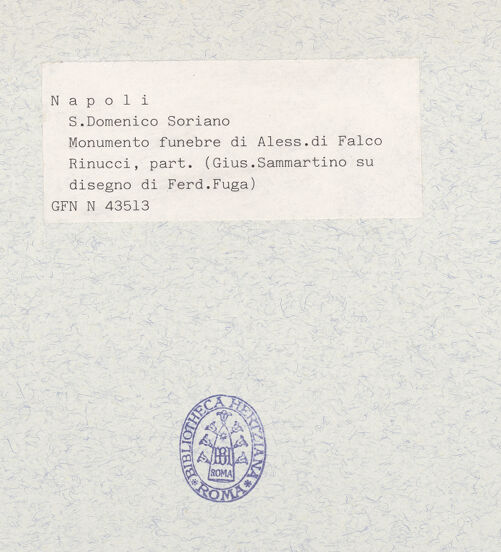 N a p o l i
S.Domenico Soriano
Monumento funebre di Aless.di Falco
Rinucci, part. (Gius.Sammartino su
disegno di Ferd.Fuga)
GFN N 43513
BIBLIOTHECA HERTZIANA
ROMA
* ROMA *